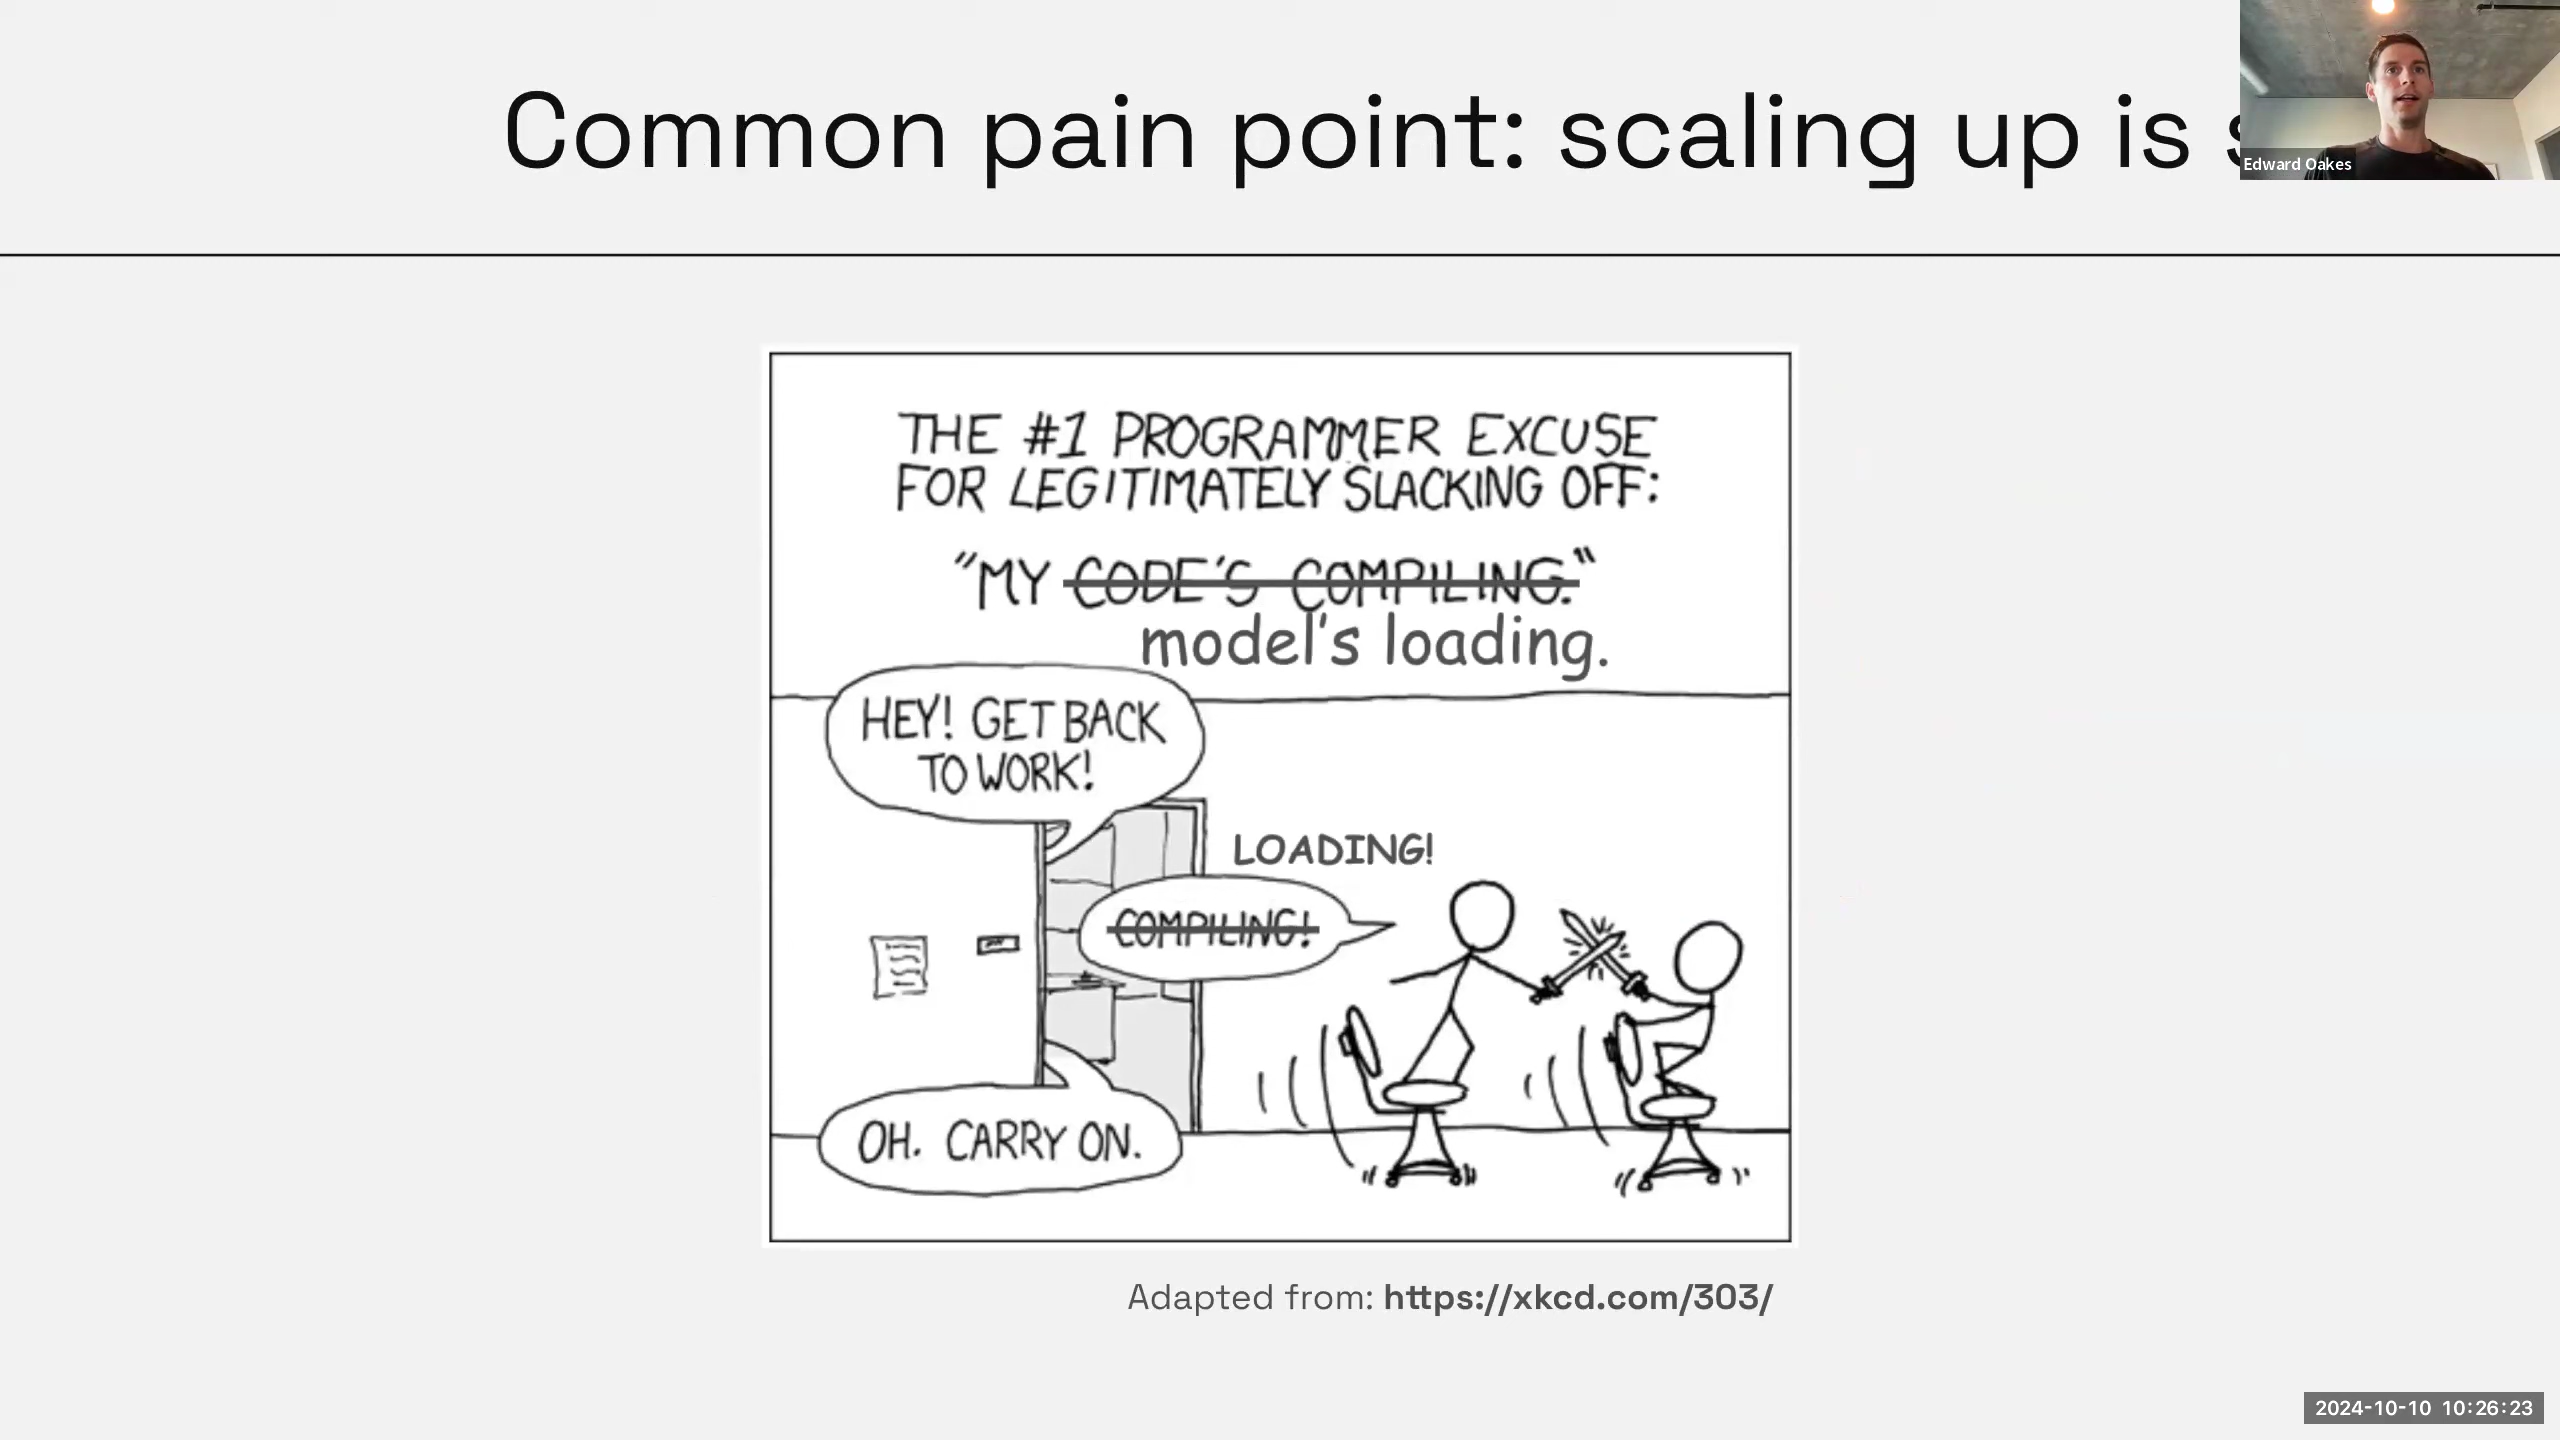 Common pain point: scaling up is
Edward Oakes
THE #1 PROGRAMMER EXCUSE
FOR LEGITIMATELY SLACKING OFF:
"MY CODE'S COMPILING."
model's loading.
HEY! GET BACK
TO WORK!
LOADING!
COMPILING!
OH. CARRY ON.
Adapted from: https://xkcd.com/303/
2024-10-10 10:26:23